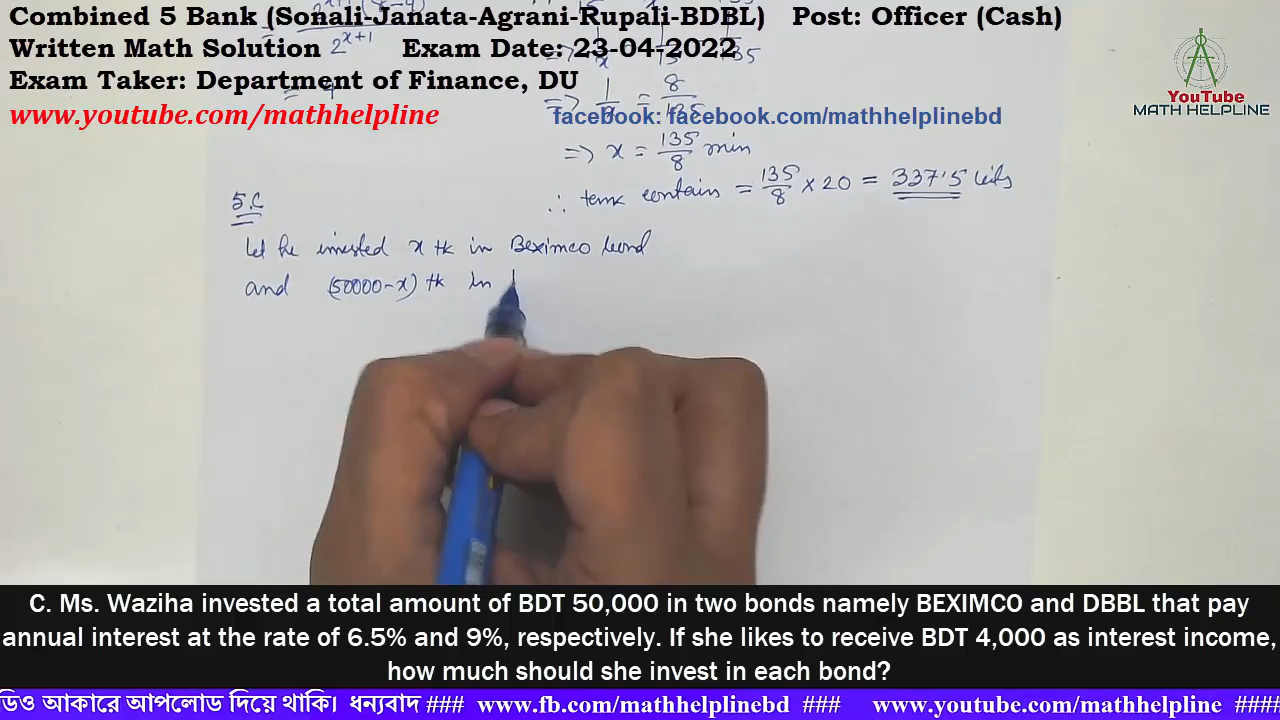 Combined 5 Bank (Sonali-Janata-Agrani-Rupali-BDBL) Post: Officer (Cash)
Written Math Solution Exam Date: 23-04-2022
Exam Taker: Department of Finance, DU
www.youtube.com/mathhelpline
facebook: facebook.com/mathhelplinebd
YouTube
MATH HELPLINE
2^(x+1)
=> 1/x = 8/135
=> x = 135/8 min
∴ tank contains = 135/8 × 20 = 337.5 lits
5.C
Let he invested x tk in Beximco bond
and (50000-x) tk in
C. Ms. Waziha invested a total amount of BDT 50,000 in two bonds namely BEXIMCO and DBBL that pay
annual interest at the rate of 6.5% and 9%, respectively. If she likes to receive BDT 4,000 as interest income,
how much should she invest in each bond?
ডিও আকারে আপলোড দিয়ে থাকি। ধন্যবাদ ### www.fb.com/mathhelplinebd ### www.youtube.com/mathhelpline ####